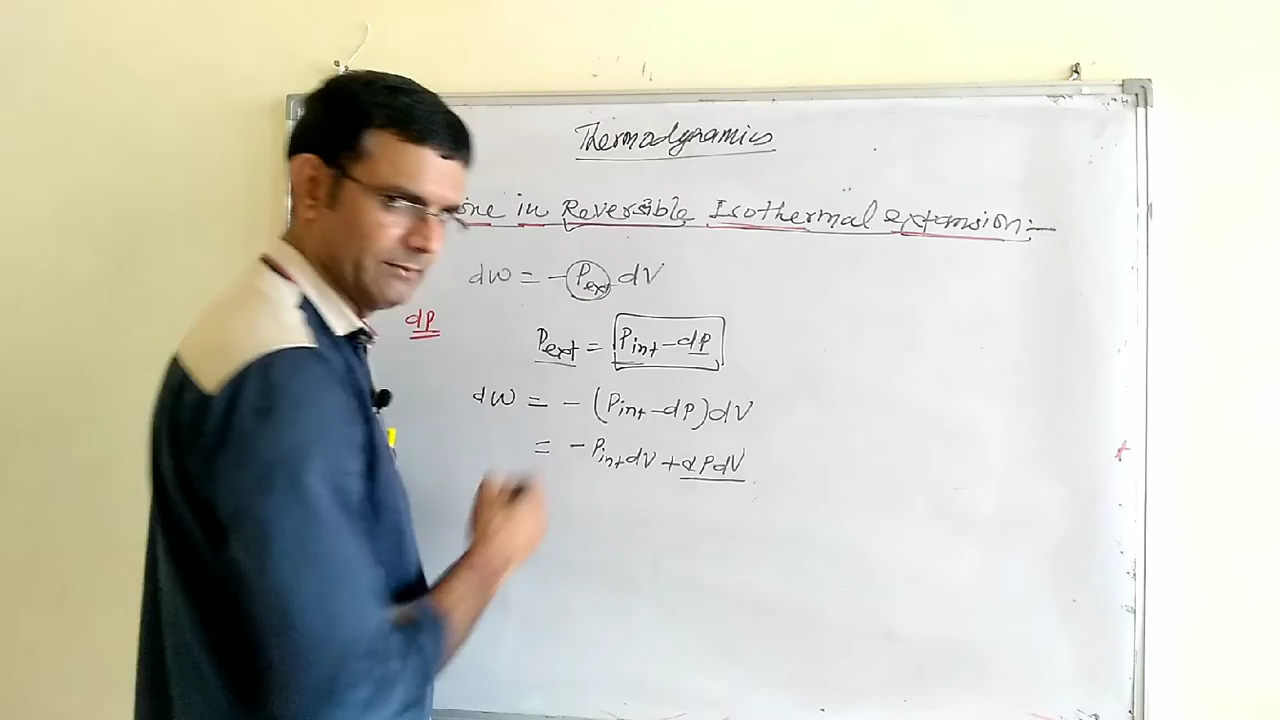 Thermodynamics
one in Reversible Isothermal extension:-
dw = -Pext dV
dp
Pext = Pint - dp
dw = - (Pint - dp)dV
= - Pint dV + dPdV